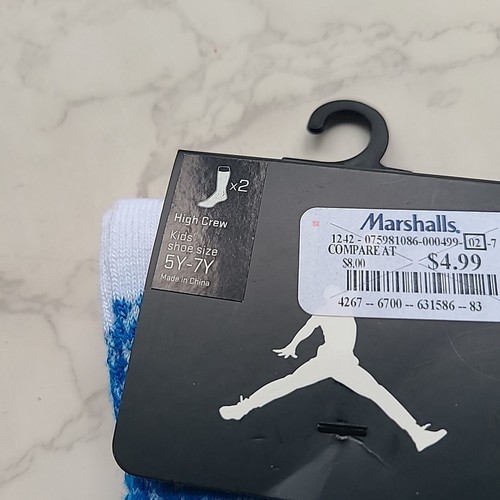 x2
High Crew
Kids
shoe size
5Y-7Y
Made in China
Marshalls.
1242 - 075981086-000499- 02 -7
COMPARE AT
$8.00
$4.99
4267 -- 6700 -- 631586 -- 83